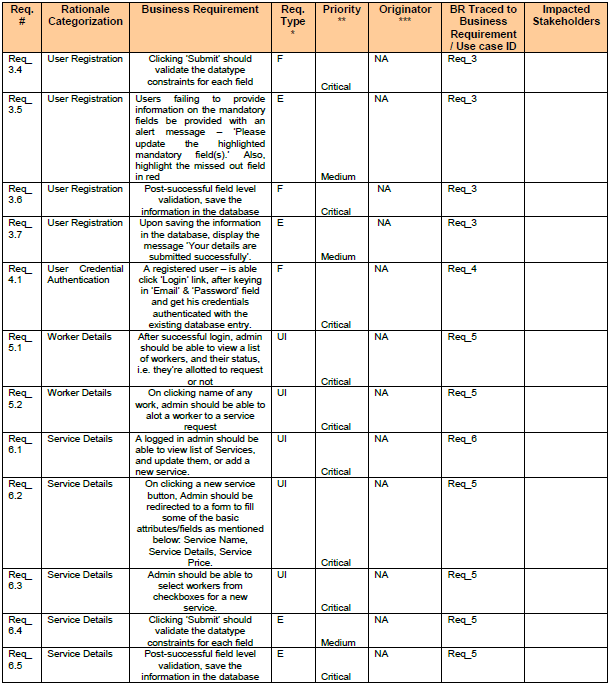 Req. Rationale Business Requirement Req. Priority Originator BR Traced to Impacted
# Categorization Type ** *** Business Stakeholders
* Requirement
/ Use case ID
Req_ User Registration Clicking 'Submit' should F NA Req_3
3.4 validate the datatype
constraints for each field Critical
Req_ User Registration Users failing to provide E NA Req_3
3.5 information on the mandatory
fields be provided with an
alert message – 'Please
update the highlighted
mandatory field(s).' Also,
highlight the missed out field
in red Medium
Req_ User Registration Post-successful field level F NA Req_3
3.6 validation, save the
information in the database Critical
Req_ User Registration Upon saving the information E NA Req_3
3.7 in the database, display the
message 'Your details are
submitted successfully'. Medium
Req_ User Credential A registered user – is able F NA Req_4
4.1 Authentication click 'Login' link, after keying
in 'Email' & 'Password' field
and get his credentials
authenticated with the
existing database entry. Critical
Req_ Worker Details After successful login, admin UI NA Req_5
5.1 should be able to view a list
of workers, and their status,
i.e. they're allotted to request
or not Critical
Req_ Worker Details On clicking name of any UI NA Req_5
5.2 work, admin should be able to
alot a worker to a service
request Critical
Req_ Service Details A logged in admin should be UI NA Req_6
6.1 able to view list of Services,
and update them, or add a
new service. Critical
Req_ Service Details On clicking a new service UI NA Req_5
6.2 button, Admin should be
redirected to a form to fill
some of the basic
attributes/fields as mentioned
below: Service Name,
Service Details, Service
Price. Critical
Req_ Service Details Admin should be able to UI NA Req_5
6.3 select workers from
checkboxes for a new
service. Critical
Req_ Service Details Clicking 'Submit' should E NA Req_5
6.4 validate the datatype
constraints for each field Medium
Req_ Service Details Post-successful field level E NA Req_5
6.5 validation, save the
information in the database Critical